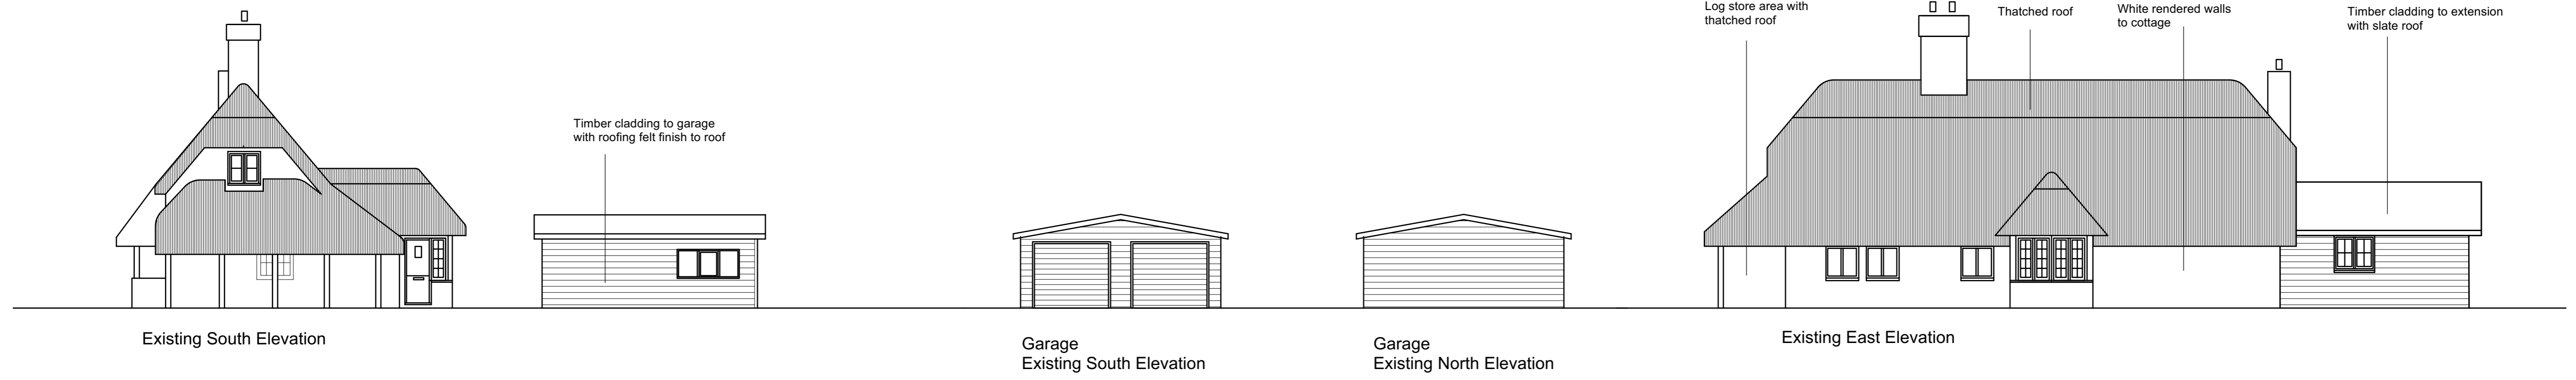 Log store area with
thatched roof
Thatched roof
White rendered walls
to cottage
Timber cladding to extension
with slate roof
Timber cladding to garage
with roofing felt finish to roof
Existing South Elevation
Garage
Existing South Elevation
Garage
Existing North Elevation
Existing East Elevation